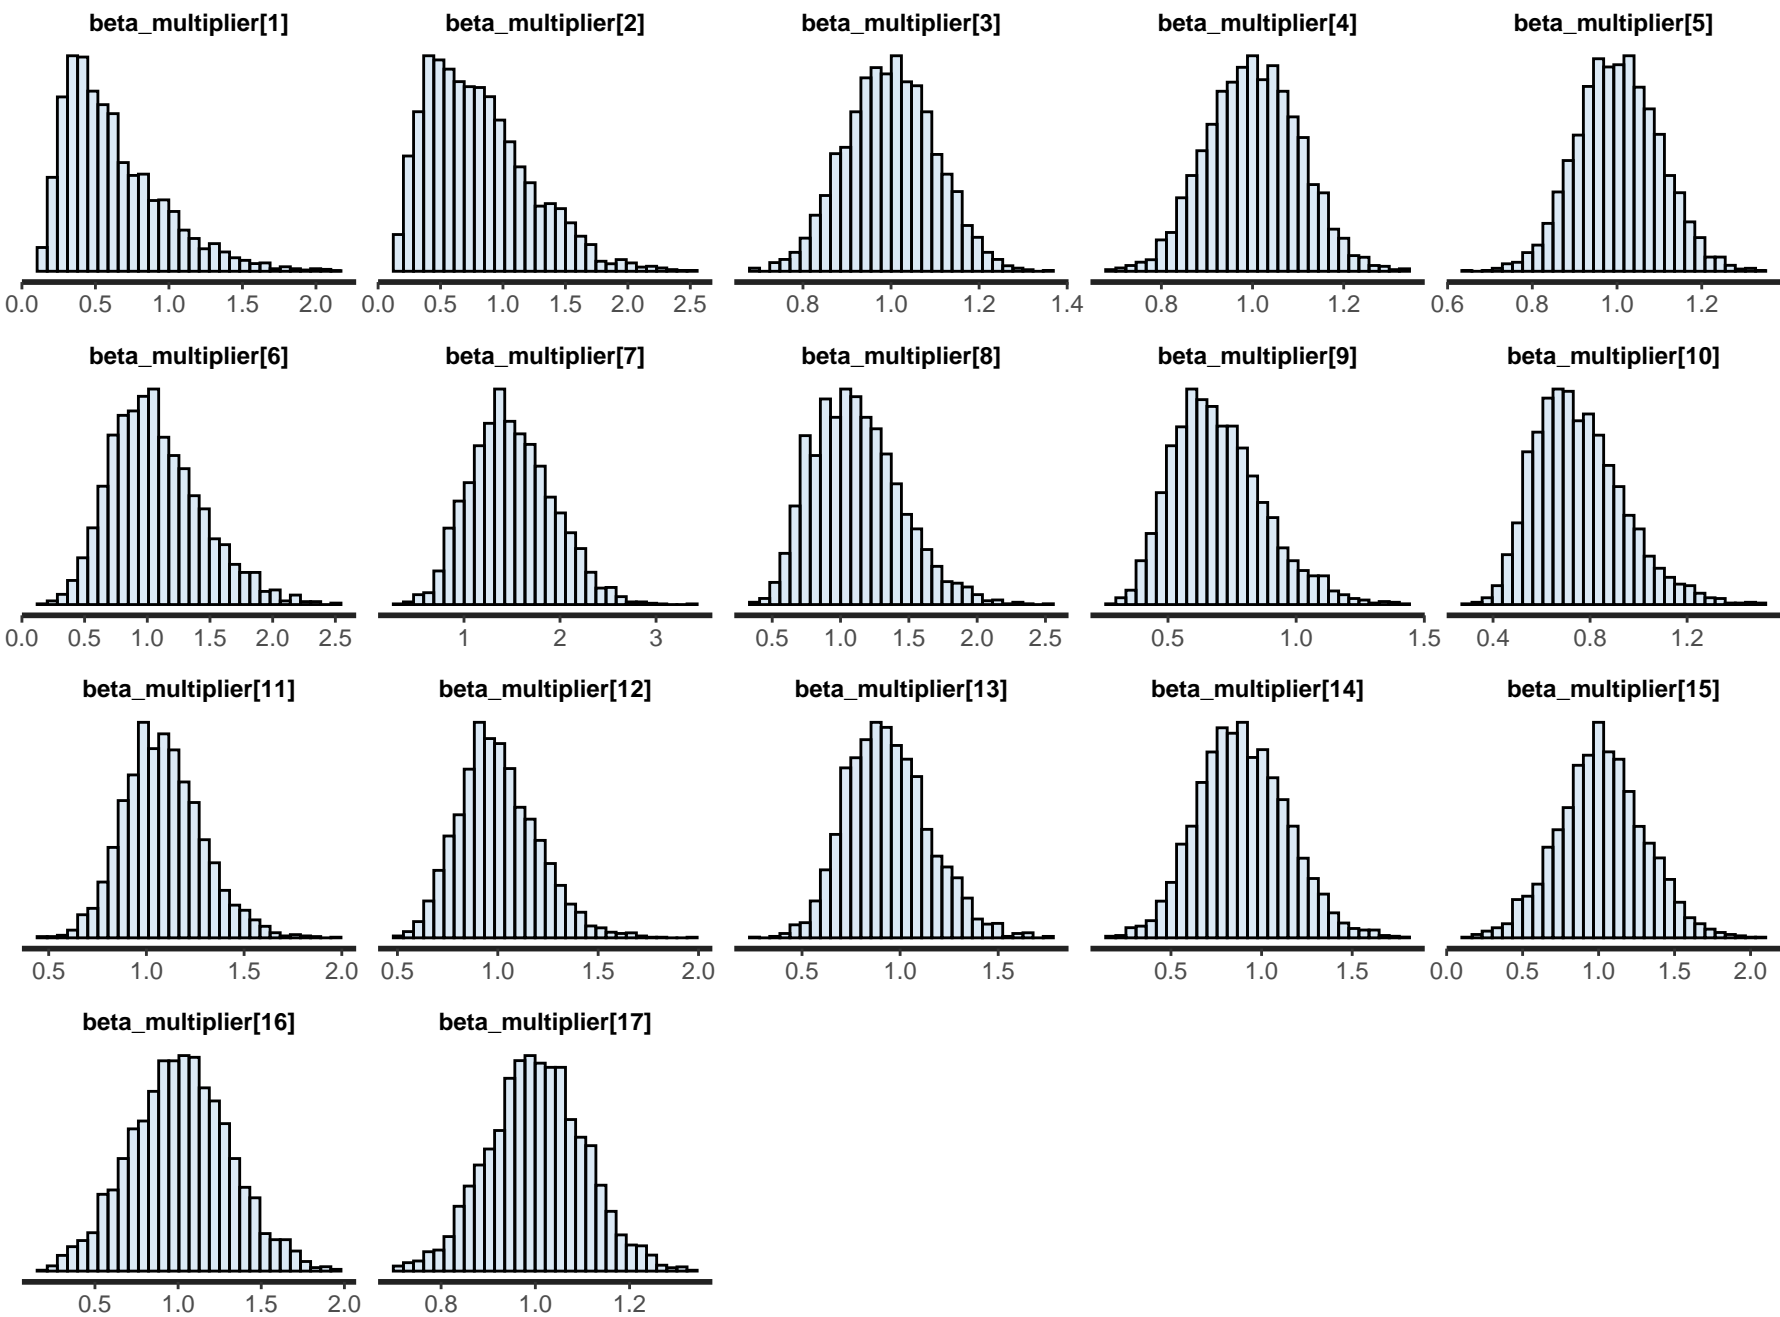 beta_multiplier[1] beta_multiplier[2] beta_multiplier[3] beta_multiplier[4] beta_multiplier[5]
0.0 0.5 1.0 1.5 2.0 0.0 0.5 1.0 1.5 2.0 2.5 0.8 1.0 1.2 1.4 0.8 1.0 1.2 0.6 0.8 1.0 1.2
beta_multiplier[6] beta_multiplier[7] beta_multiplier[8] beta_multiplier[9] beta_multiplier[10]
0.0 0.5 1.0 1.5 2.0 2.5 1 2 3 0.5 1.0 1.5 2.0 2.5 0.5 1.0 1.5 0.4 0.8 1.2
beta_multiplier[11] beta_multiplier[12] beta_multiplier[13] beta_multiplier[14] beta_multiplier[15]
0.5 1.0 1.5 2.0 0.5 1.0 1.5 2.0 0.5 1.0 1.5 0.5 1.0 1.5 0.0 0.5 1.0 1.5 2.0
beta_multiplier[16] beta_multiplier[17]
0.5 1.0 1.5 2.0 0.8 1.0 1.2